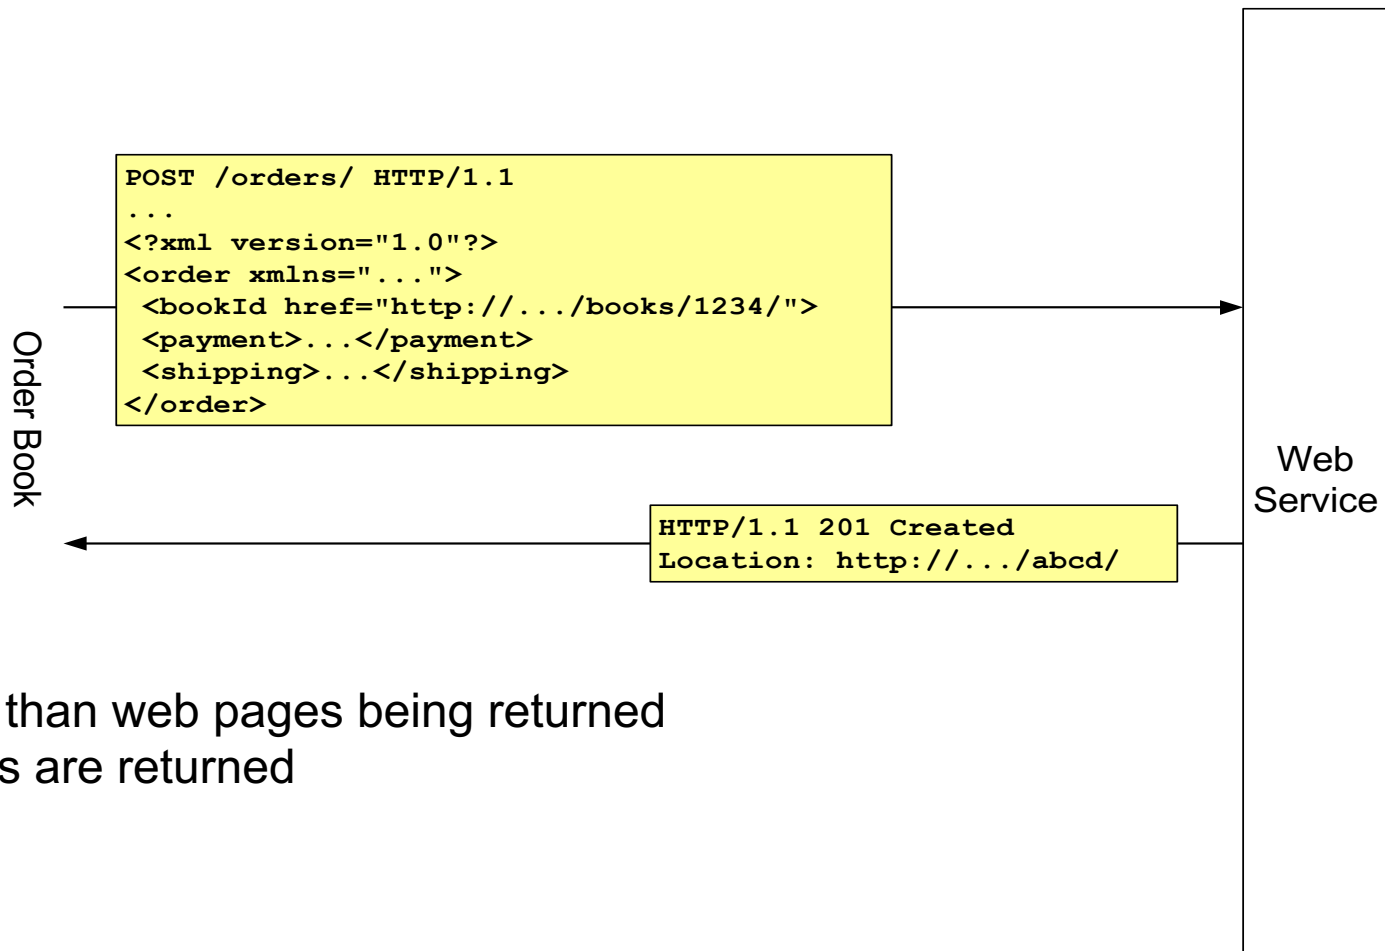 POST /orders/ HTTP/1.1
...
<?xml version="1.0"?>
<order xmlns="...">
 <bookId href="http://.../books/1234/">
 <payment>...</payment>
 <shipping>...</shipping>
</order>
Order Book
Web
Service
HTTP/1.1 201 Created
Location: http://.../abcd/
than web pages being returned
s are returned